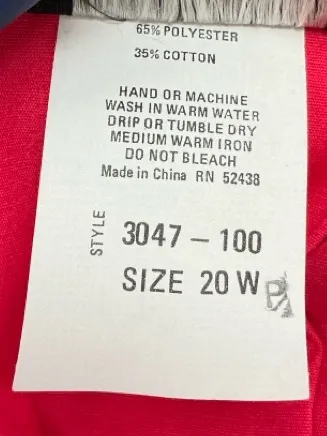 65% POLYESTER
35% COTTON
HAND OR MACHINE
WASH IN WARM WATER
DRIP OR TUMBLE DRY
MEDIUM WARM IRON
DO NOT BLEACH
Made in China RN 52438
STYLE
3047 – 100
SIZE 20 W